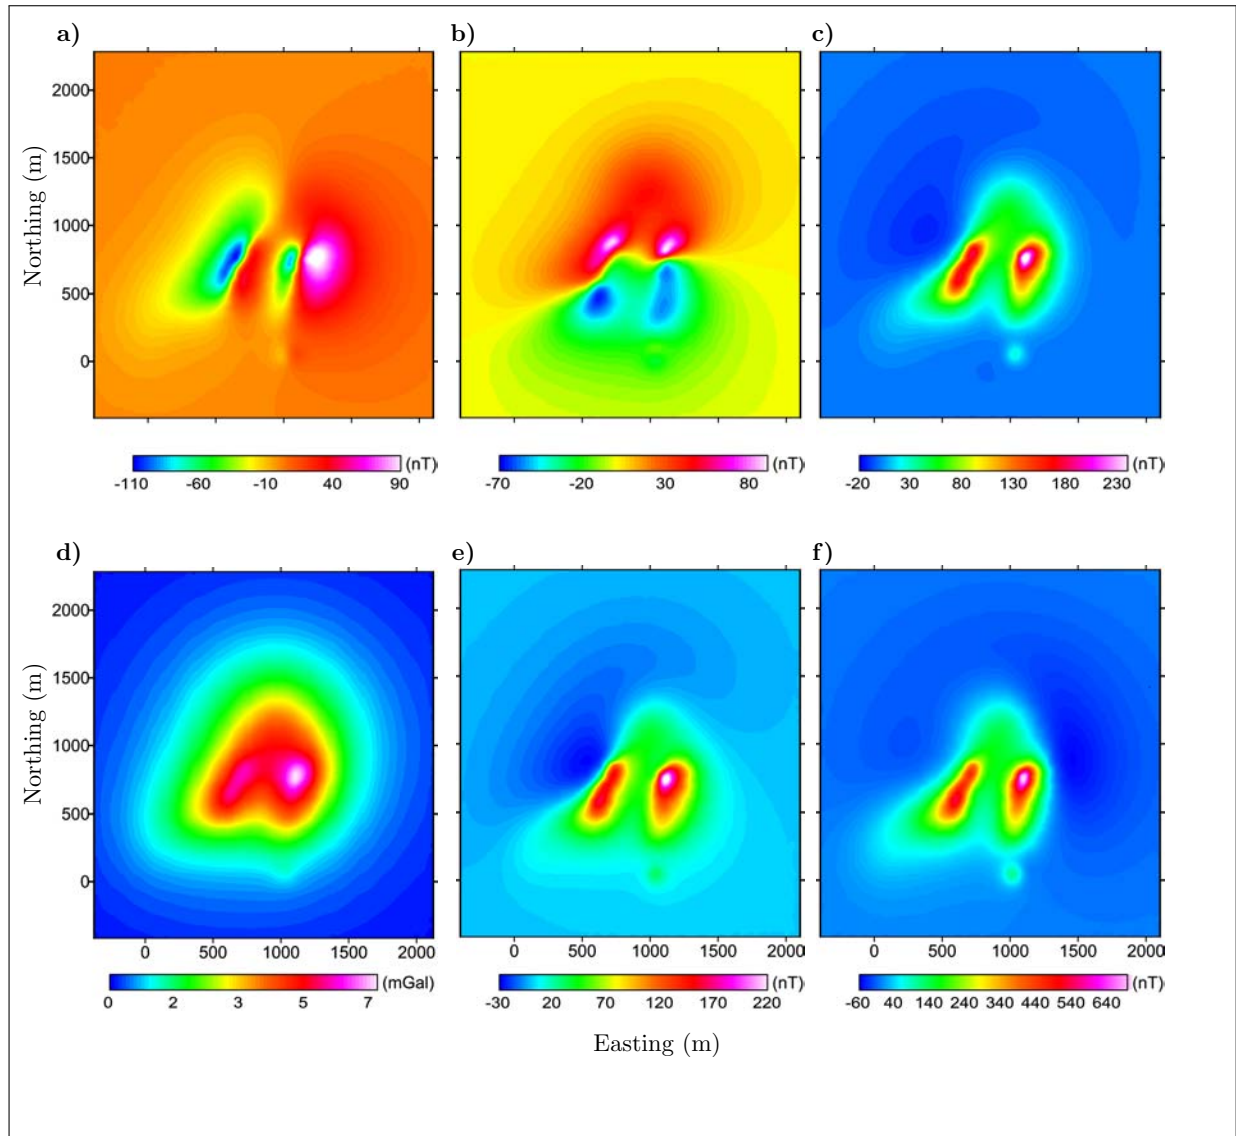 a) b) c)
2000
1500
1000
500
0
Northing (m)
(nT) (nT) (nT)
-110 -60 -10 40 90 -70 -20 30 80 -20 30 80 130 180 230
d) e) f)
2000
1500
1000
500
0
Northing (m)
0 500 1000 1500 2000 0 500 1000 1500 2000 0 500 1000 1500 2000
(mGal) (nT) (nT)
0 2 3 5 7 -30 20 70 120 170 220 -60 40 140 240 340 440 540 640
Easting (m)